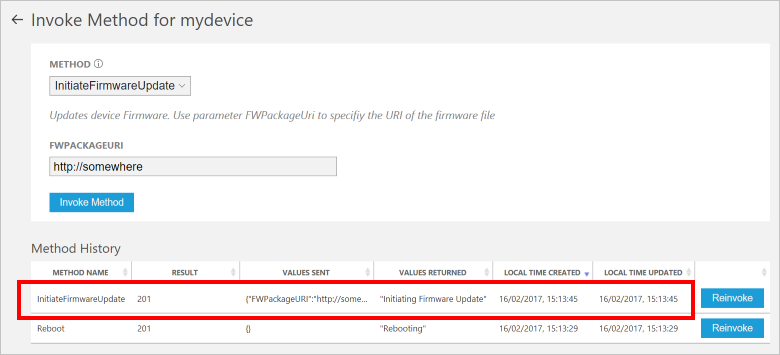 Invoke Method for mydevice
METHOD
InitiateFirmwareUpdate
Updates device Firmware. Use parameter FWPackageUri to specifiy the URI of the firmware file
FWPACKAGEURI
http://somewhere
Invoke Method
Method History
METHOD NAME RESULT VALUES SENT VALUES RETURNED LOCAL TIME CREATED LOCAL TIME UPDATED
InitiateFirmwareUpdate 201 {"FWPackageURI":"http://some... "Initiating Firmware Update" 16/02/2017, 15:13:45 16/02/2017, 15:13:45 Reinvoke
Reboot 201 {} "Rebooting" 16/02/2017, 15:13:29 16/02/2017, 15:13:29 Reinvoke